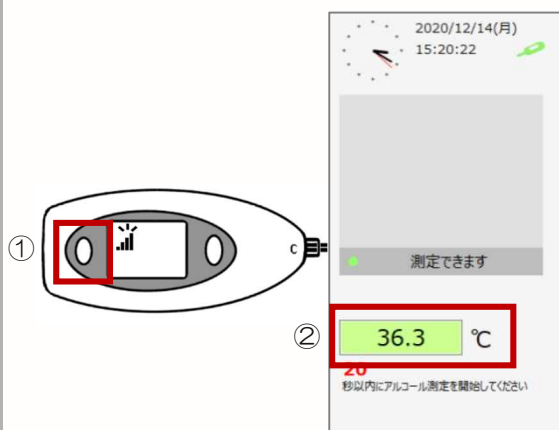 2020/12/14(月)
15:20:22
①
C
測定できます
②
36.3 ℃
20
秒以内にアルコール測定を開始してください